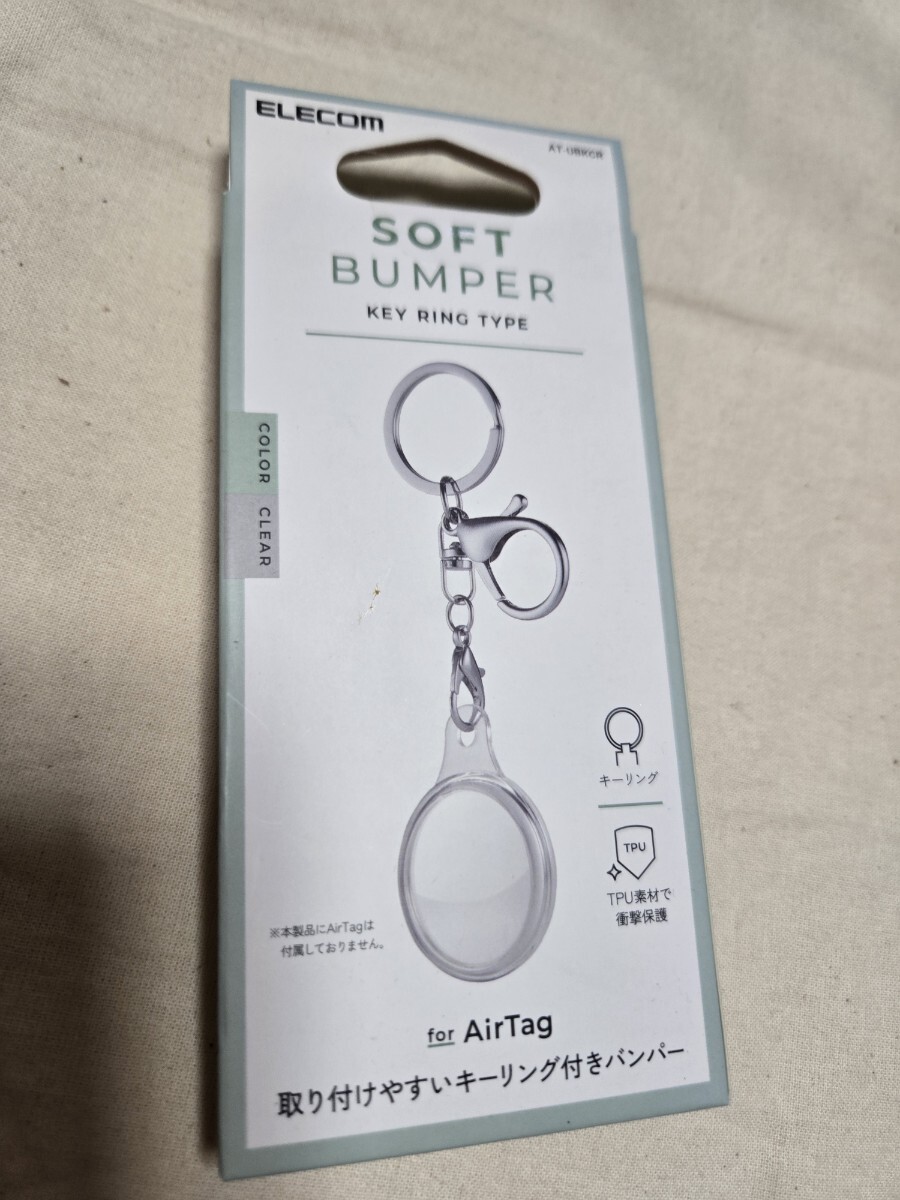 ELECOM
AT-UBKCR
SOFT
BUMPER
KEY RING TYPE
COLOR CLEAR
キーリング
TPU
TPU素材で
衝撃保護
※本製品にAirTagは
付属しておりません。
for AirTag
取り付けやすいキーリング付きバンパー